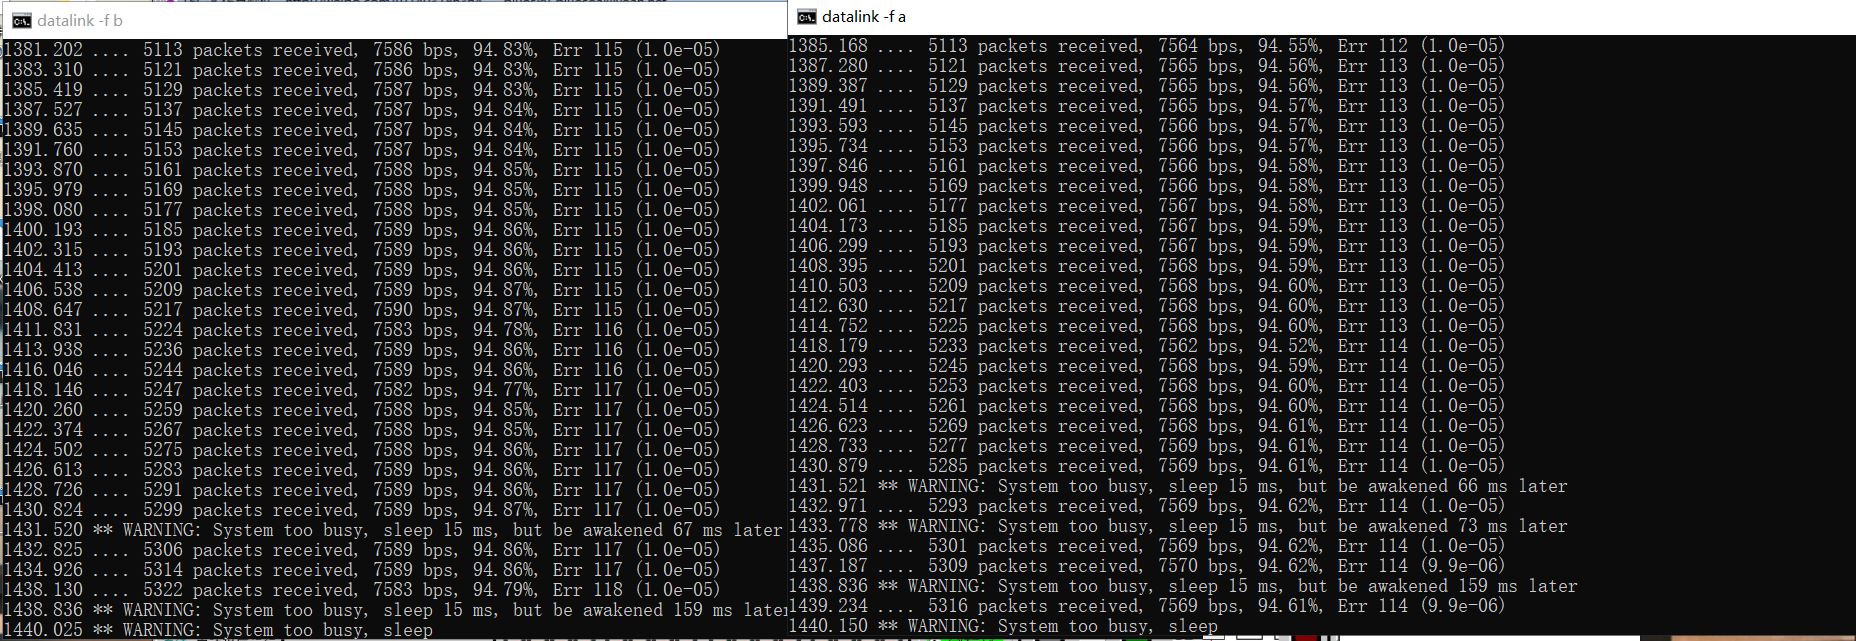 datalink -f b
1381.202 .... 5113 packets received, 7586 bps, 94.83%, Err 115 (1.0e-05)
1383.310 .... 5121 packets received, 7586 bps, 94.83%, Err 115 (1.0e-05)
1385.419 .... 5129 packets received, 7587 bps, 94.83%, Err 115 (1.0e-05)
1387.527 .... 5137 packets received, 7587 bps, 94.84%, Err 115 (1.0e-05)
1389.635 .... 5145 packets received, 7587 bps, 94.84%, Err 115 (1.0e-05)
1391.760 .... 5153 packets received, 7587 bps, 94.84%, Err 115 (1.0e-05)
1393.870 .... 5161 packets received, 7588 bps, 94.85%, Err 115 (1.0e-05)
1395.979 .... 5169 packets received, 7588 bps, 94.85%, Err 115 (1.0e-05)
1398.080 .... 5177 packets received, 7588 bps, 94.85%, Err 115 (1.0e-05)
1400.193 .... 5185 packets received, 7589 bps, 94.86%, Err 115 (1.0e-05)
1402.315 .... 5193 packets received, 7589 bps, 94.86%, Err 115 (1.0e-05)
1404.413 .... 5201 packets received, 7589 bps, 94.86%, Err 115 (1.0e-05)
1406.538 .... 5209 packets received, 7589 bps, 94.87%, Err 115 (1.0e-05)
1408.647 .... 5217 packets received, 7590 bps, 94.87%, Err 115 (1.0e-05)
1411.831 .... 5224 packets received, 7583 bps, 94.78%, Err 116 (1.0e-05)
1413.938 .... 5236 packets received, 7589 bps, 94.86%, Err 116 (1.0e-05)
1416.046 .... 5244 packets received, 7589 bps, 94.86%, Err 116 (1.0e-05)
1418.146 .... 5247 packets received, 7582 bps, 94.77%, Err 117 (1.0e-05)
1420.260 .... 5259 packets received, 7588 bps, 94.85%, Err 117 (1.0e-05)
1422.374 .... 5267 packets received, 7588 bps, 94.85%, Err 117 (1.0e-05)
1424.502 .... 5275 packets received, 7588 bps, 94.86%, Err 117 (1.0e-05)
1426.613 .... 5283 packets received, 7589 bps, 94.86%, Err 117 (1.0e-05)
1428.726 .... 5291 packets received, 7589 bps, 94.86%, Err 117 (1.0e-05)
1430.824 .... 5299 packets received, 7589 bps, 94.87%, Err 117 (1.0e-05)
1431.520 ** WARNING: System too busy, sleep 15 ms, but be awakened 67 ms later
1432.825 .... 5306 packets received, 7589 bps, 94.86%, Err 117 (1.0e-05)
1434.926 .... 5314 packets received, 7589 bps, 94.86%, Err 117 (1.0e-05)
1438.130 .... 5322 packets received, 7583 bps, 94.79%, Err 118 (1.0e-05)
1438.836 ** WARNING: System too busy, sleep 15 ms, but be awakened 159 ms later
1440.025 ** WARNING: System too busy, sleep
datalink -f a
1385.168 .... 5113 packets received, 7564 bps, 94.55%, Err 112 (1.0e-05)
1387.280 .... 5121 packets received, 7565 bps, 94.56%, Err 113 (1.0e-05)
1389.387 .... 5129 packets received, 7565 bps, 94.56%, Err 113 (1.0e-05)
1391.491 .... 5137 packets received, 7565 bps, 94.57%, Err 113 (1.0e-05)
1393.593 .... 5145 packets received, 7566 bps, 94.57%, Err 113 (1.0e-05)
1395.734 .... 5153 packets received, 7566 bps, 94.57%, Err 113 (1.0e-05)
1397.846 .... 5161 packets received, 7566 bps, 94.58%, Err 113 (1.0e-05)
1399.948 .... 5169 packets received, 7566 bps, 94.58%, Err 113 (1.0e-05)
1402.061 .... 5177 packets received, 7567 bps, 94.58%, Err 113 (1.0e-05)
1404.173 .... 5185 packets received, 7567 bps, 94.59%, Err 113 (1.0e-05)
1406.299 .... 5193 packets received, 7567 bps, 94.59%, Err 113 (1.0e-05)
1408.395 .... 5201 packets received, 7568 bps, 94.59%, Err 113 (1.0e-05)
1410.503 .... 5209 packets received, 7568 bps, 94.60%, Err 113 (1.0e-05)
1412.630 .... 5217 packets received, 7568 bps, 94.60%, Err 113 (1.0e-05)
1414.752 .... 5225 packets received, 7568 bps, 94.60%, Err 113 (1.0e-05)
1418.179 .... 5233 packets received, 7562 bps, 94.52%, Err 114 (1.0e-05)
1420.293 .... 5245 packets received, 7568 bps, 94.59%, Err 114 (1.0e-05)
1422.403 .... 5253 packets received, 7568 bps, 94.60%, Err 114 (1.0e-05)
1424.514 .... 5261 packets received, 7568 bps, 94.60%, Err 114 (1.0e-05)
1426.623 .... 5269 packets received, 7568 bps, 94.61%, Err 114 (1.0e-05)
1428.733 .... 5277 packets received, 7569 bps, 94.61%, Err 114 (1.0e-05)
1430.879 .... 5285 packets received, 7569 bps, 94.61%, Err 114 (1.0e-05)
1431.521 ** WARNING: System too busy, sleep 15 ms, but be awakened 66 ms later
1432.971 .... 5293 packets received, 7569 bps, 94.62%, Err 114 (1.0e-05)
1433.778 ** WARNING: System too busy, sleep 15 ms, but be awakened 73 ms later
1435.086 .... 5301 packets received, 7569 bps, 94.62%, Err 114 (1.0e-05)
1437.187 .... 5309 packets received, 7570 bps, 94.62%, Err 114 (9.9e-06)
1438.836 ** WARNING: System too busy, sleep 15 ms, but be awakened 159 ms later
1439.234 .... 5316 packets received, 7569 bps, 94.61%, Err 114 (9.9e-06)
1440.150 ** WARNING: System too busy, sleep